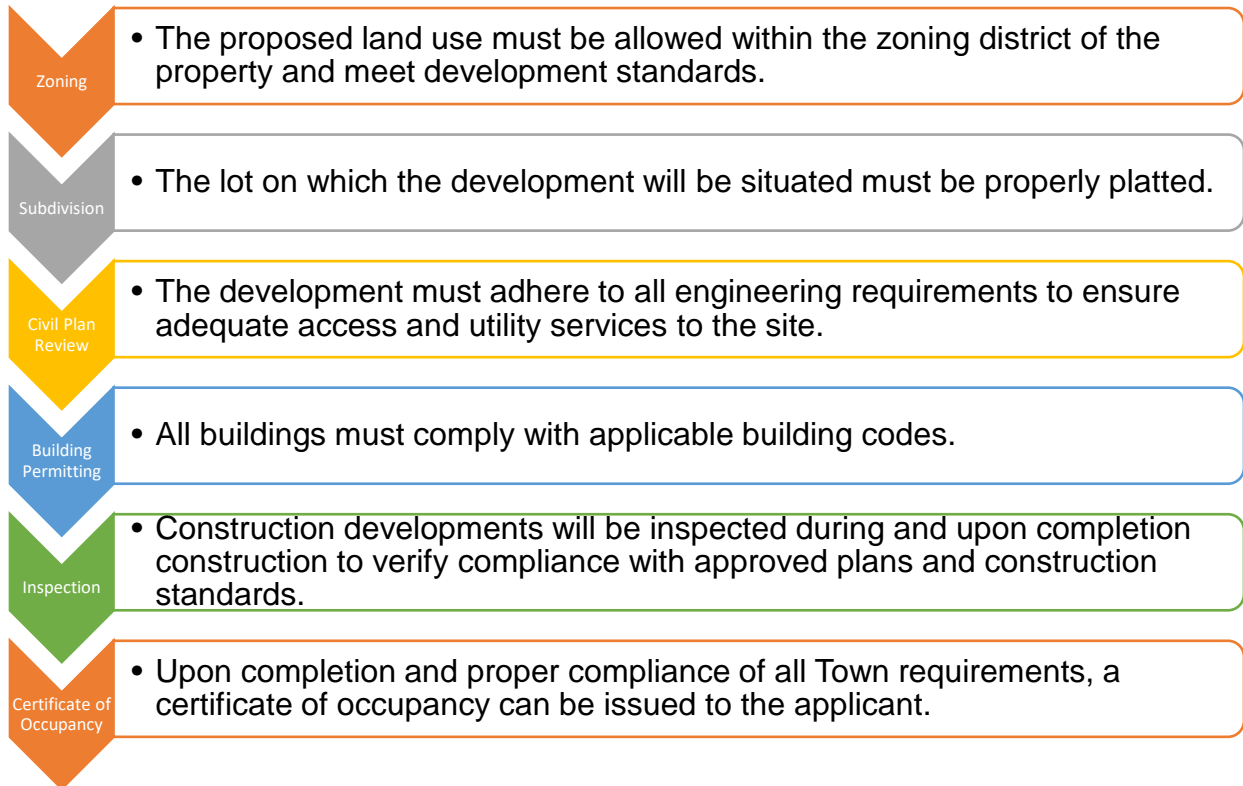 Zoning
• The proposed land use must be allowed within the zoning district of the
property and meet development standards.
Subdivision
• The lot on which the development will be situated must be properly platted.
Civil Plan
Review
• The development must adhere to all engineering requirements to ensure
adequate access and utility services to the site.
Building
Permitting
• All buildings must comply with applicable building codes.
Inspection
• Construction developments will be inspected during and upon completion
construction to verify compliance with approved plans and construction
standards.
Certificate of
Occupancy
• Upon completion and proper compliance of all Town requirements, a
certificate of occupancy can be issued to the applicant.